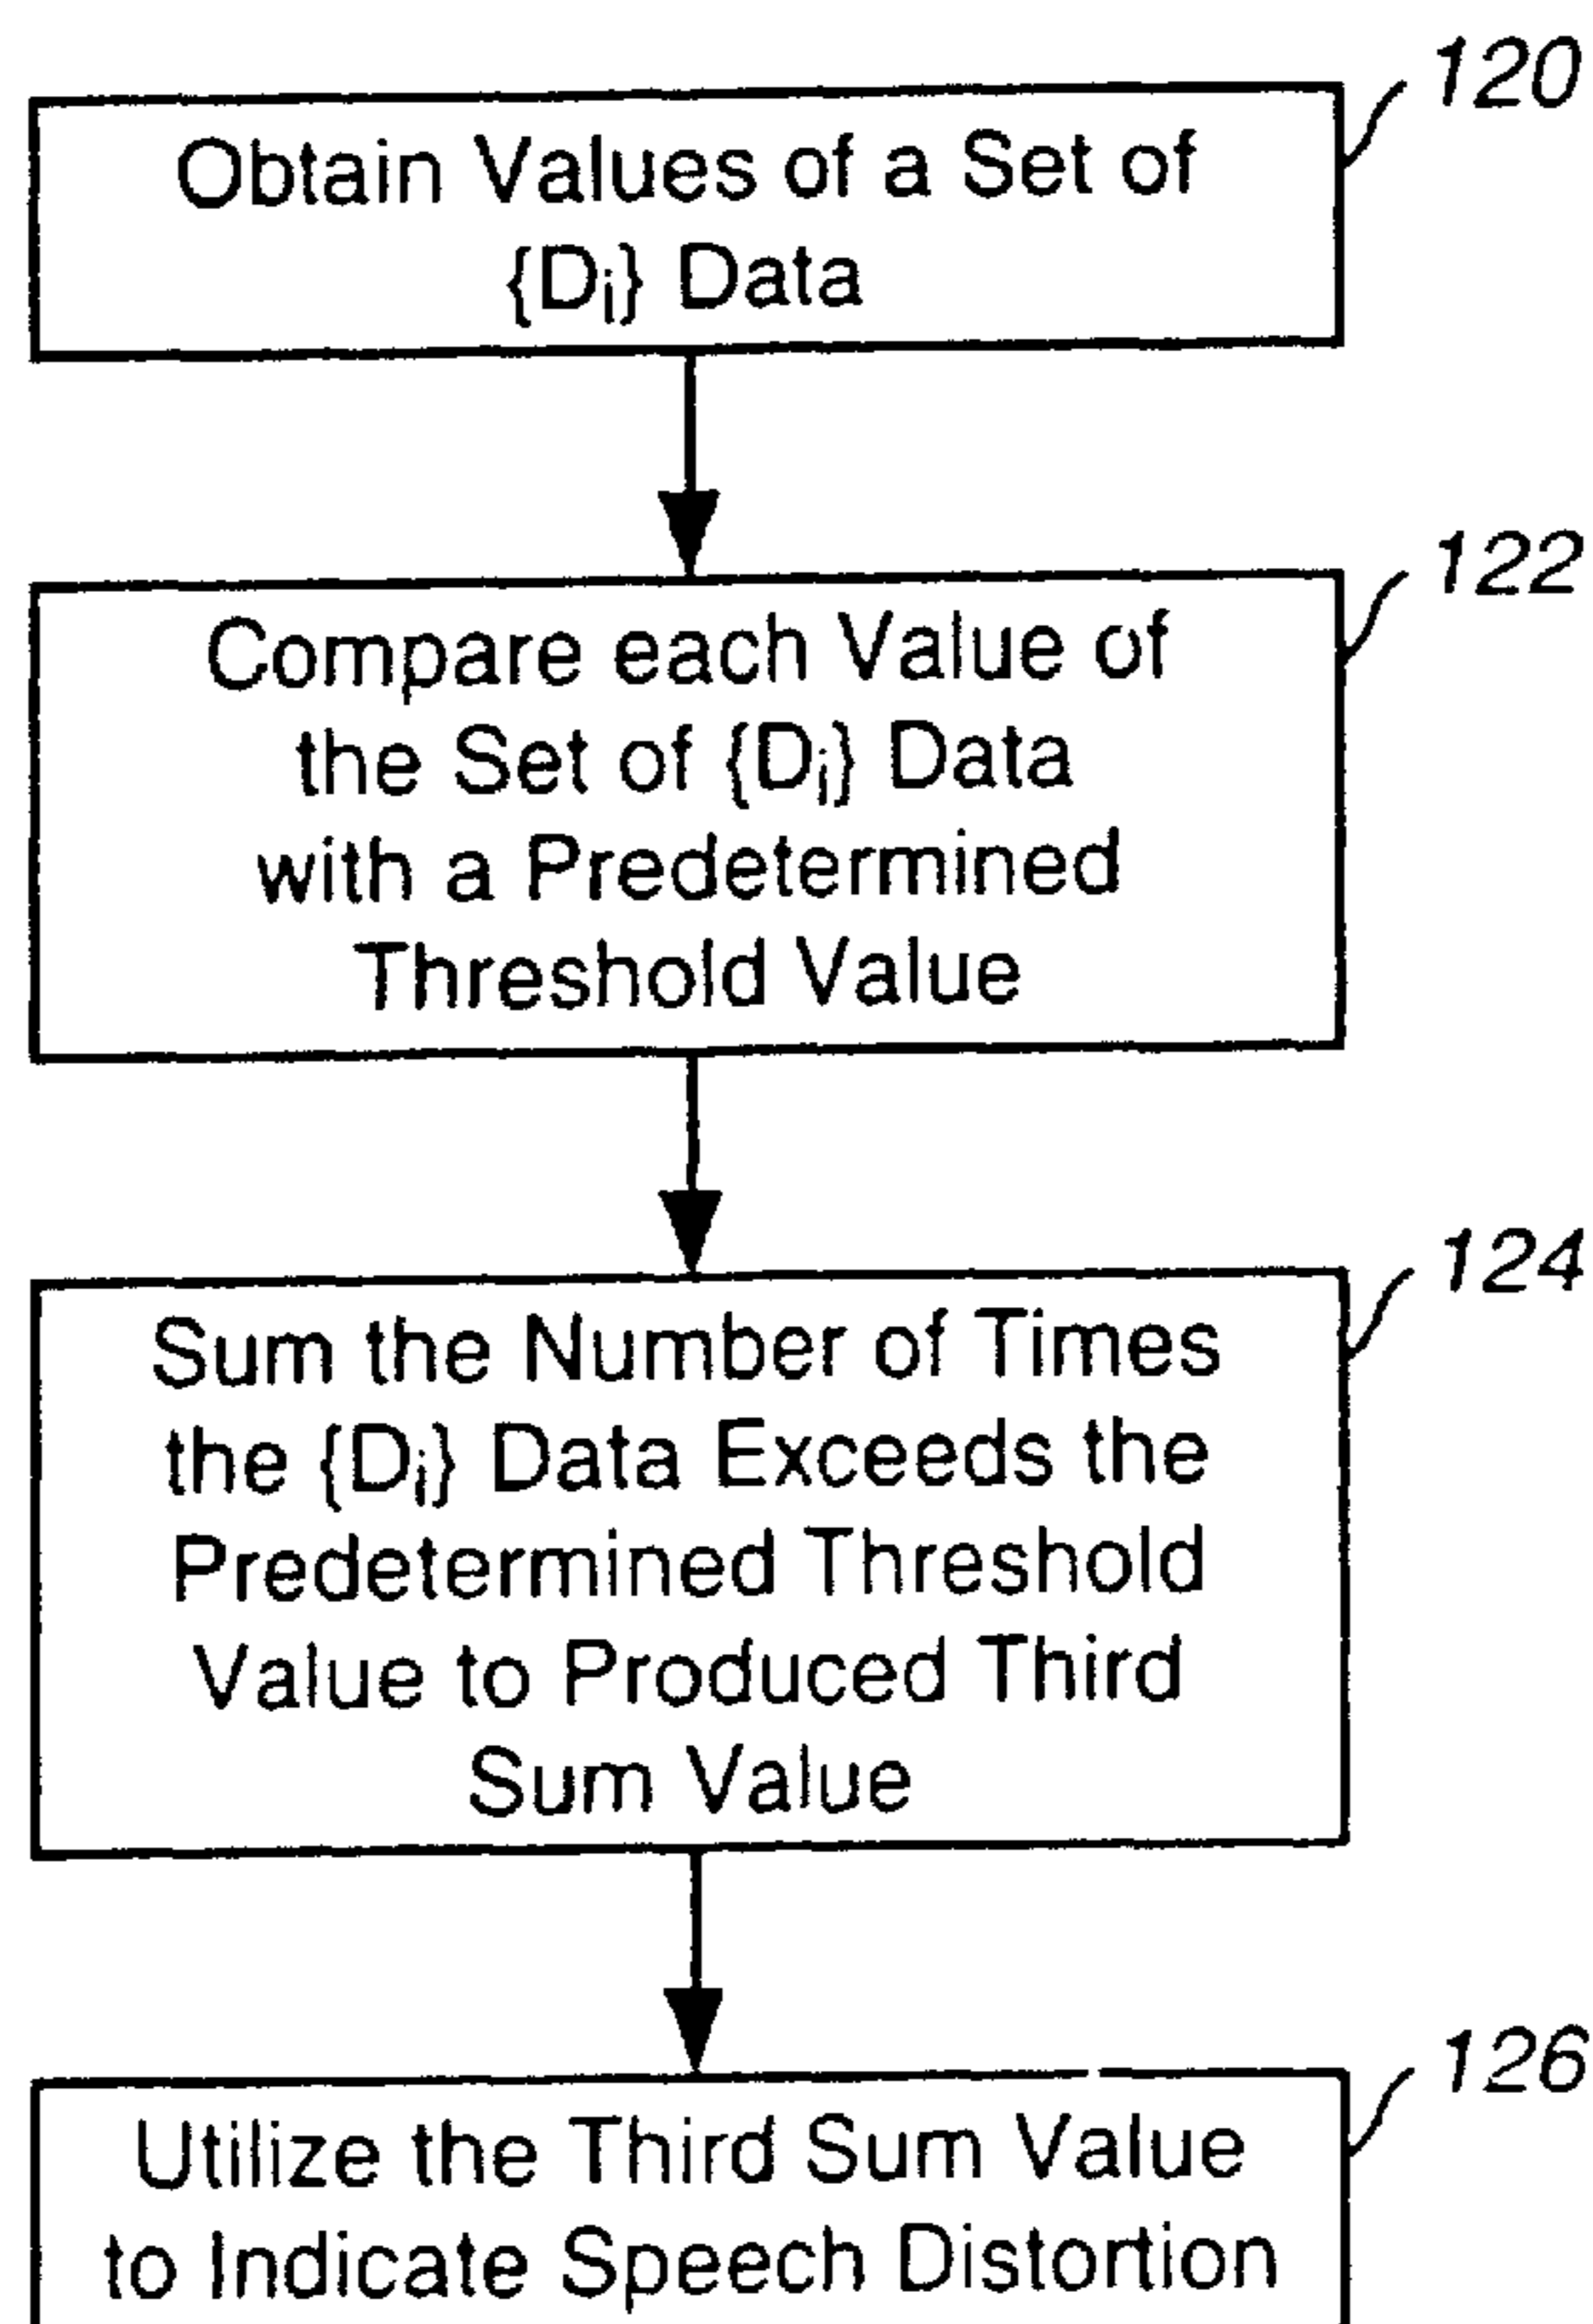 120
Obtain Values of a Set of
{Di} Data
122
Compare each Value of
the Set of {Di} Data
with a Predetermined
Threshold Value
124
Sum the Number of Times
the {Di} Data Exceeds the
Predetermined Threshold
Value to Produced Third
Sum Value
126
Utilize the Third Sum Value
to Indicate Speech Distortion